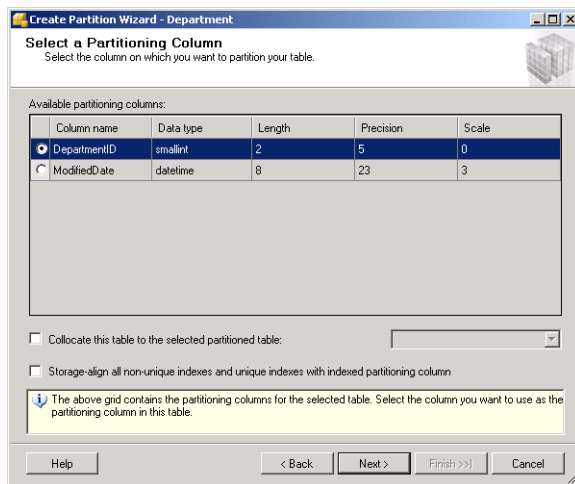 Create Partition Wizard - Department
Select a Partitioning Column
Select the column on which you want to partition your table.
Available partitioning columns:
Column name Data type Length Precision Scale
DepartmentID smallint 2 5 0
ModifiedDate datetime 8 23 3
Collocate this table to the selected partitioned table:
Storage-align all non-unique indexes and unique indexes with indexed partitioning column
The above grid contains the partitioning columns for the selected table. Select the column you want to use as the
partitioning column in this table.
Help < Back Next > Finish >>| Cancel